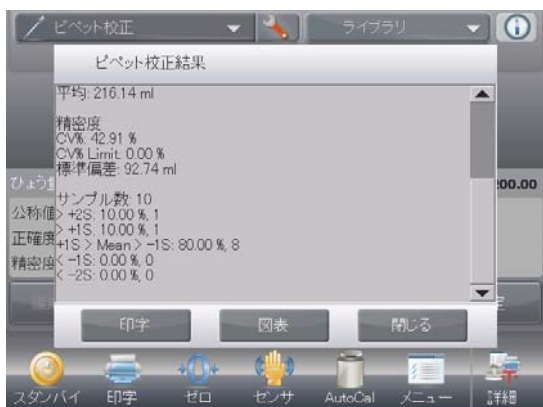 ピペット校正
ライブラリ
ピペット校正結果
平均: 216.14 ml
精密度
CV%: 42.91 %
CV% Limit: 0.00 %
標準偏差: 92.74 ml
サンプル数: 10
> +2S: 10.00 %, 1
> +1S: 10.00 %, 1
+1S > Mean > -1S: 80.00 %, 8
< -1S: 0.00 %, 0
< -2S: 0.00 %, 0
ひょう量
200.00
公称値
正確度
精密度
印字
図表
閉じる
スタンバイ
印字
ゼロ
センサ
AutoCal
メニュー
詳細